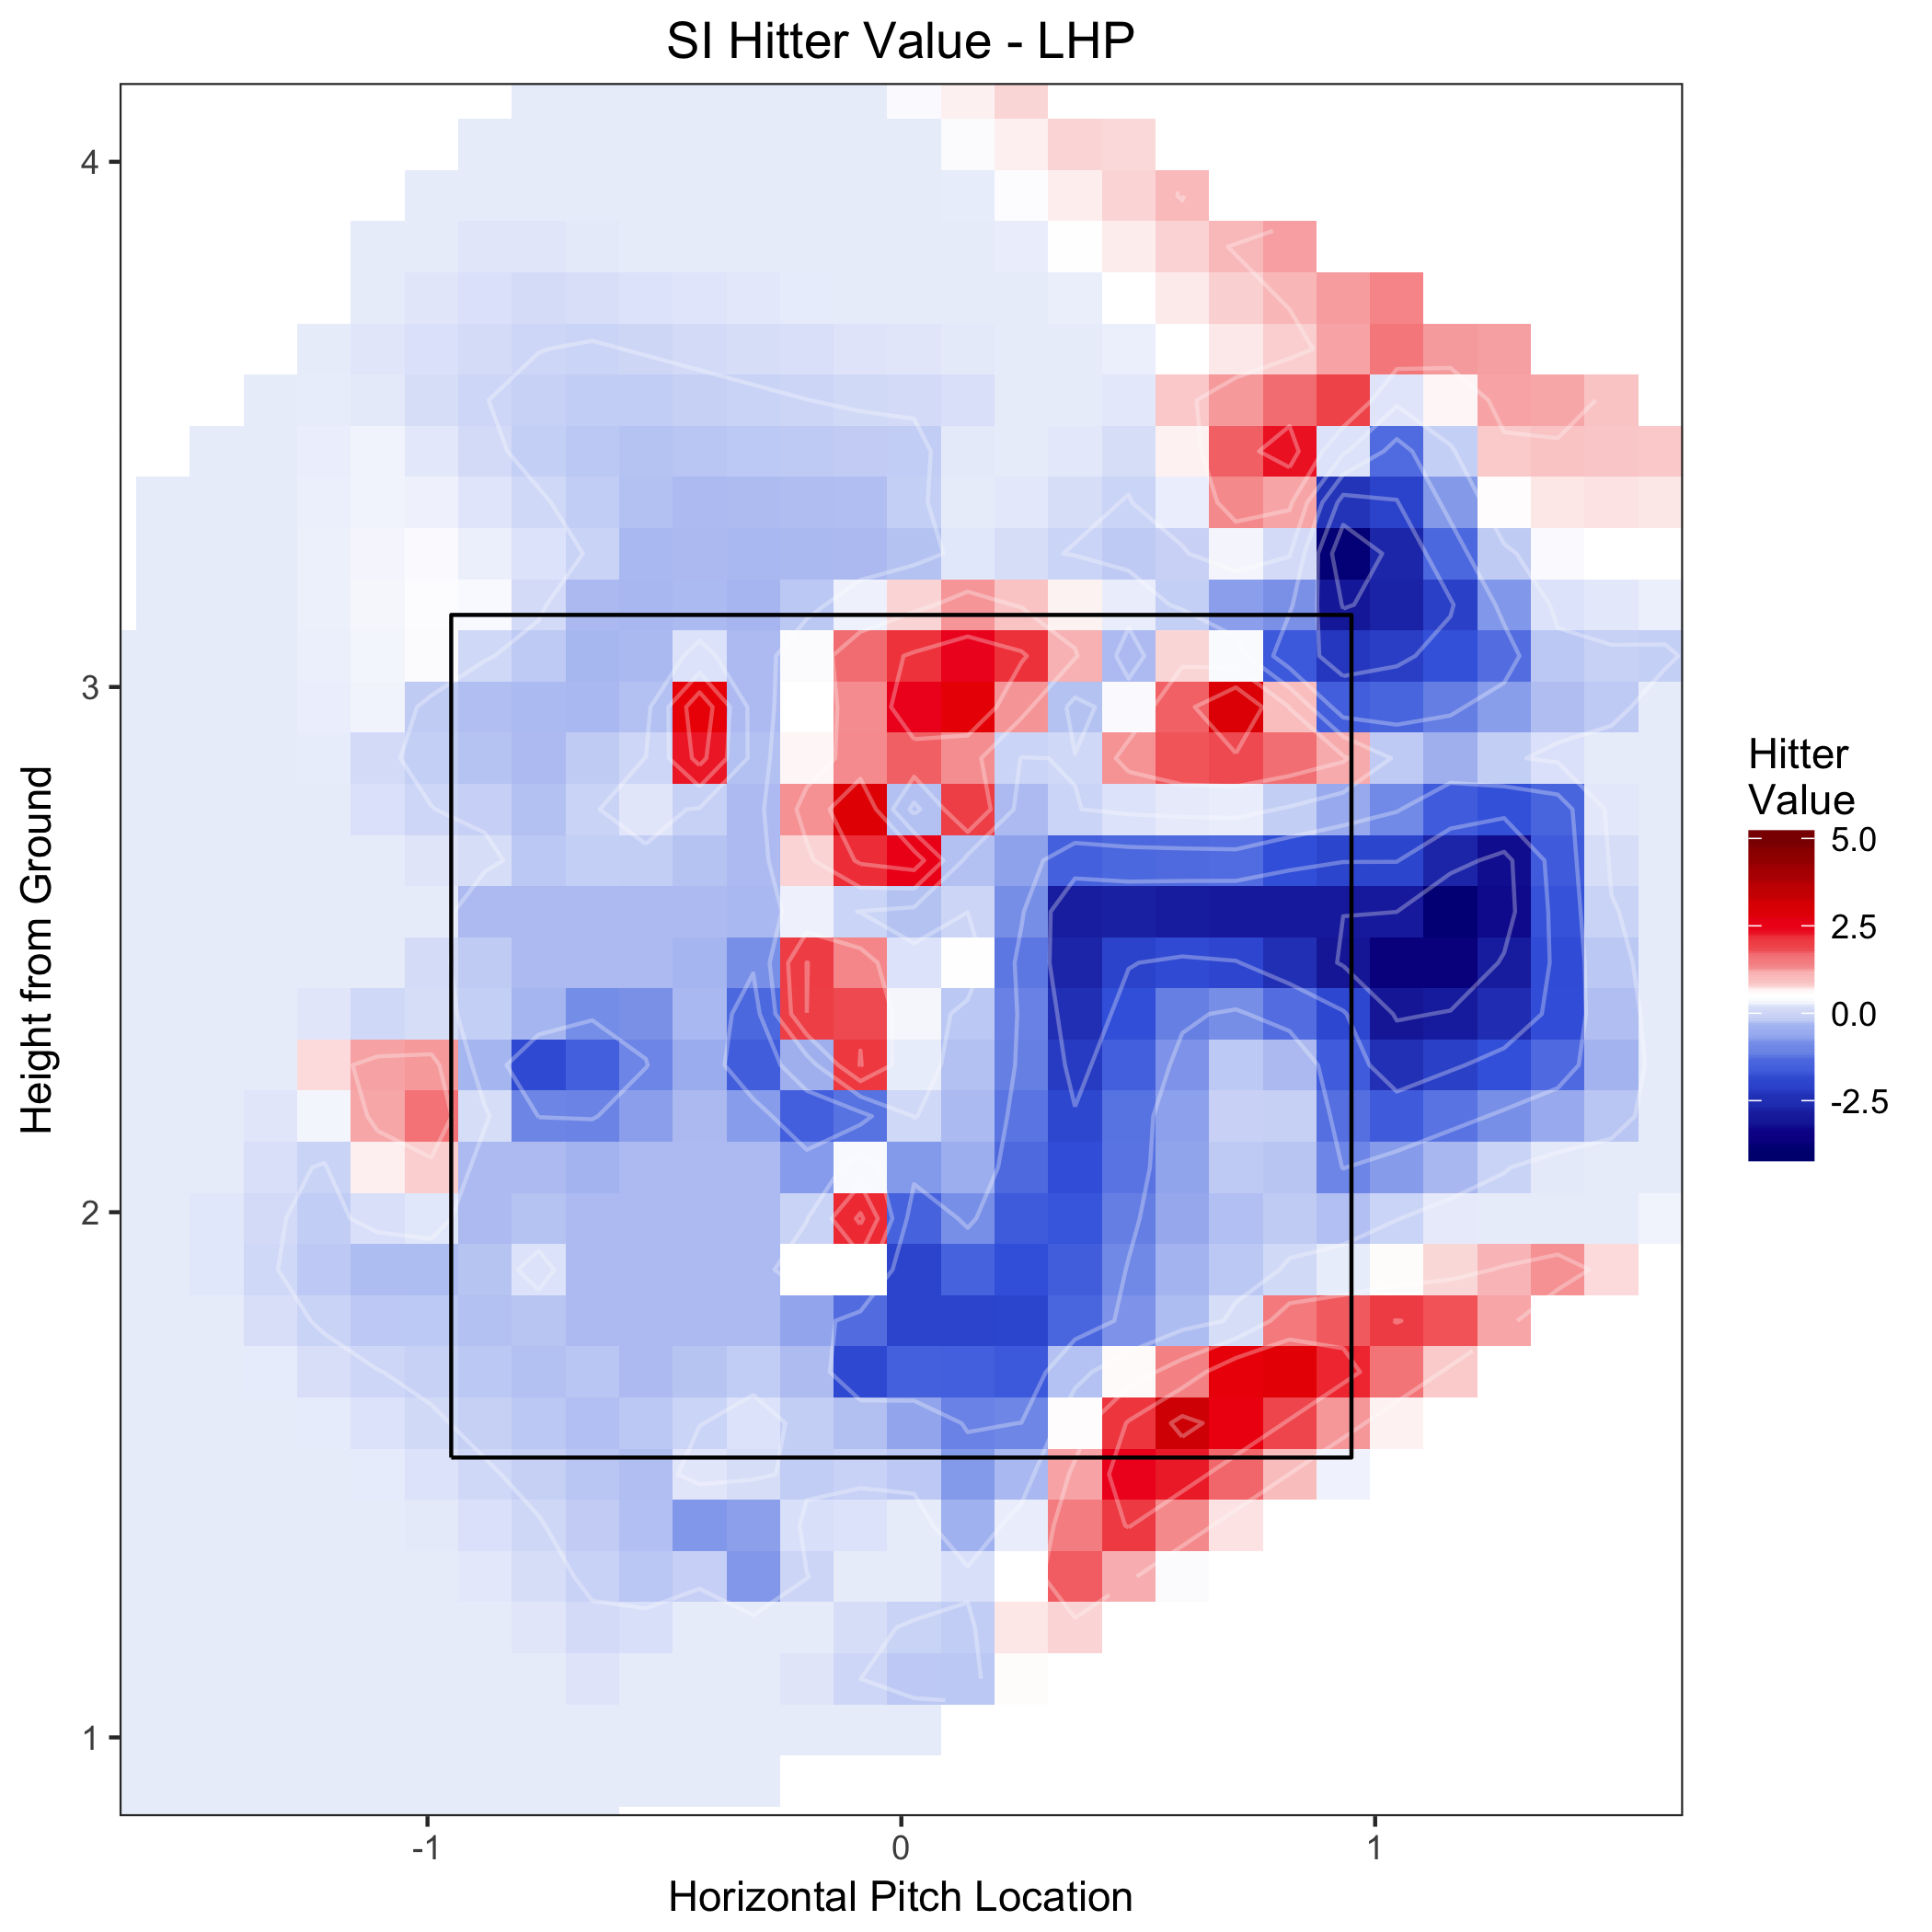 SI Hitter Value - LHP
4
3
2
1
Height from Ground
-1
0
1
Horizontal Pitch Location
Hitter
Value
5.0
2.5
0.0
-2.5